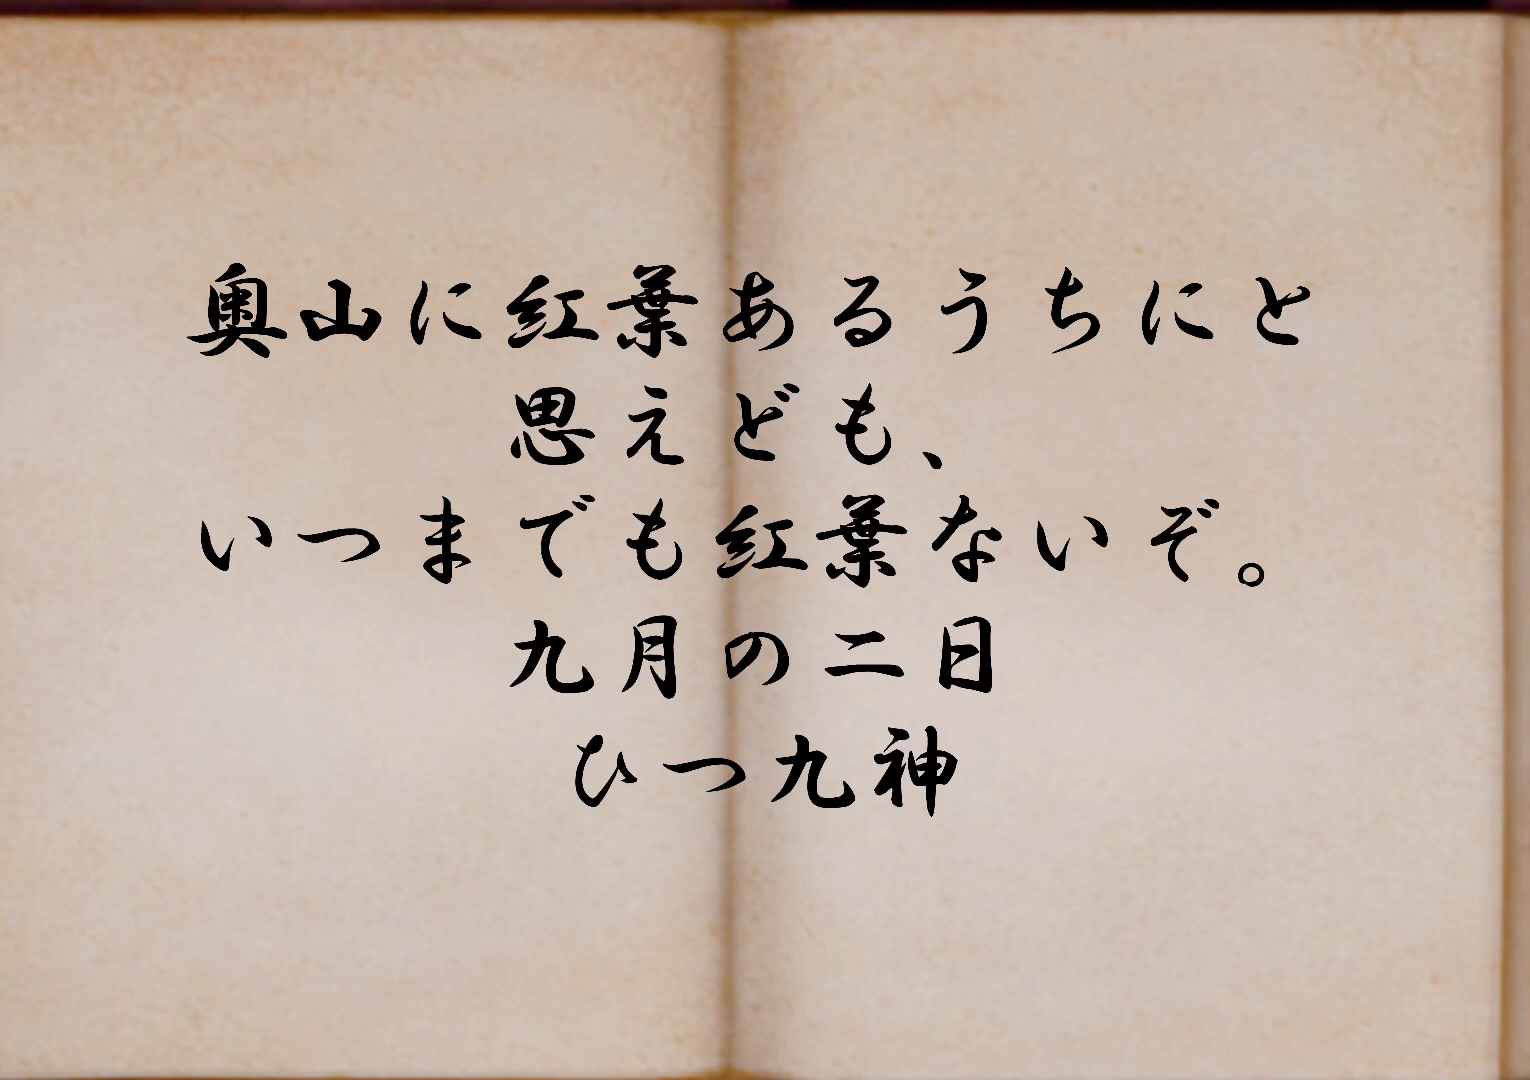 奥山に紅葉あるうちにと
思えども、
いつまでも紅葉ないぞ。
九月の二日
ひつ九神